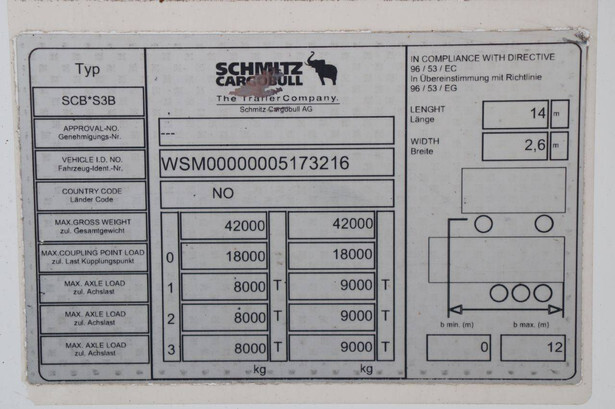 Typ
SCB*S3B
APPROVAL-NO.
Genehmigungs-Nr.
VEHICLE I.D. NO.
Fahrzeug-Ident.-Nr.
COUNTRY CODE
Länder Code
MAX.GROSS WEIGHT
zul. Gesamtgewicht
MAX.COUPLING POINT LOAD
zul. Last Kupplungspunkt
MAX. AXLE LOAD
zul. Achslast
MAX. AXLE LOAD
zul. Achslast
MAX. AXLE LOAD
zul. Achslast
SCHMITZ
CARGOBULL
The Trailer Company.
Schmitz Cargobull AG
---
WSM00000005173216
NO
42000 42000
0 18000 18000
1 8000 T 9000 T
2 8000 T 9000 T
3 8000 T 9000 T
kg kg
IN COMPLIANCE WITH DIRECTIVE
96 / 53 / EC
In Übereinstimmung mit Richtlinie
96 / 53 / EG
LENGHT
Länge
14 m
WIDTH
Breite
2,6 m
b min. (m) b max. (m)
0 12